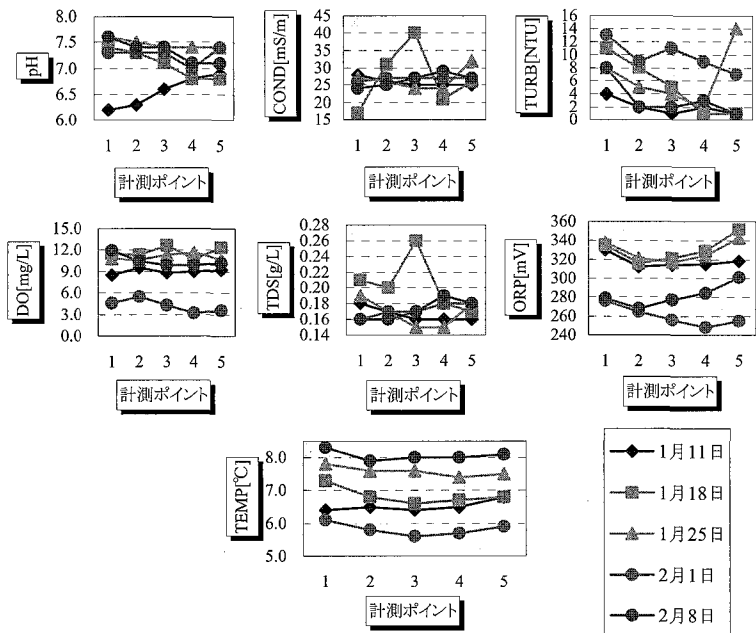 pH
8.0
7.5
7.0
6.5
6.0
1 2 3 4 5
計測ポイント
COND[mS/m]
45
40
35
30
25
20
15
1 2 3 4 5
計測ポイント
TURB[NTU]
16
14
12
10
8
6
4
2
0
1 2 3 4 5
計測ポイント
DO[mg/L]
15.0
12.0
9.0
6.0
3.0
0.0
1 2 3 4 5
計測ポイント
TDS[g/L]
0.28
0.26
0.24
0.22
0.20
0.18
0.16
0.14
1 2 3 4 5
計測ポイント
ORP[mV]
360
340
320
300
280
260
240
1 2 3 4 5
計測ポイント
TEMP[℃]
8.0
7.0
6.0
5.0
1 2 3 4 5
計測ポイント
1月11日
1月18日
1月25日
2月1日
2月8日